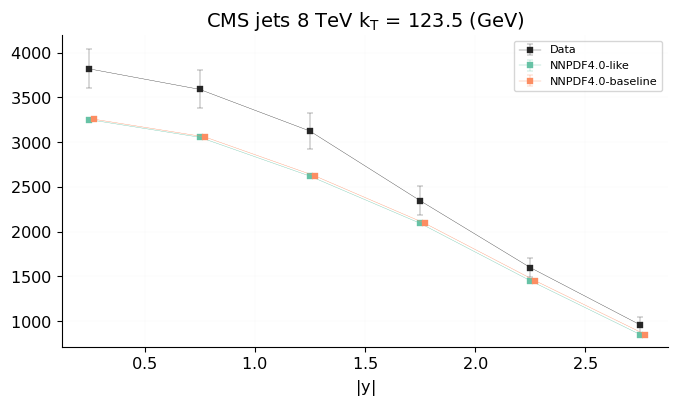 CMS jets 8 TeV k_T = 123.5 (GeV)
Data
NNPDF4.0-like
NNPDF4.0-baseline
4000
3500
3000
2500
2000
1500
1000
0.5 1.0 1.5 2.0 2.5
|y|